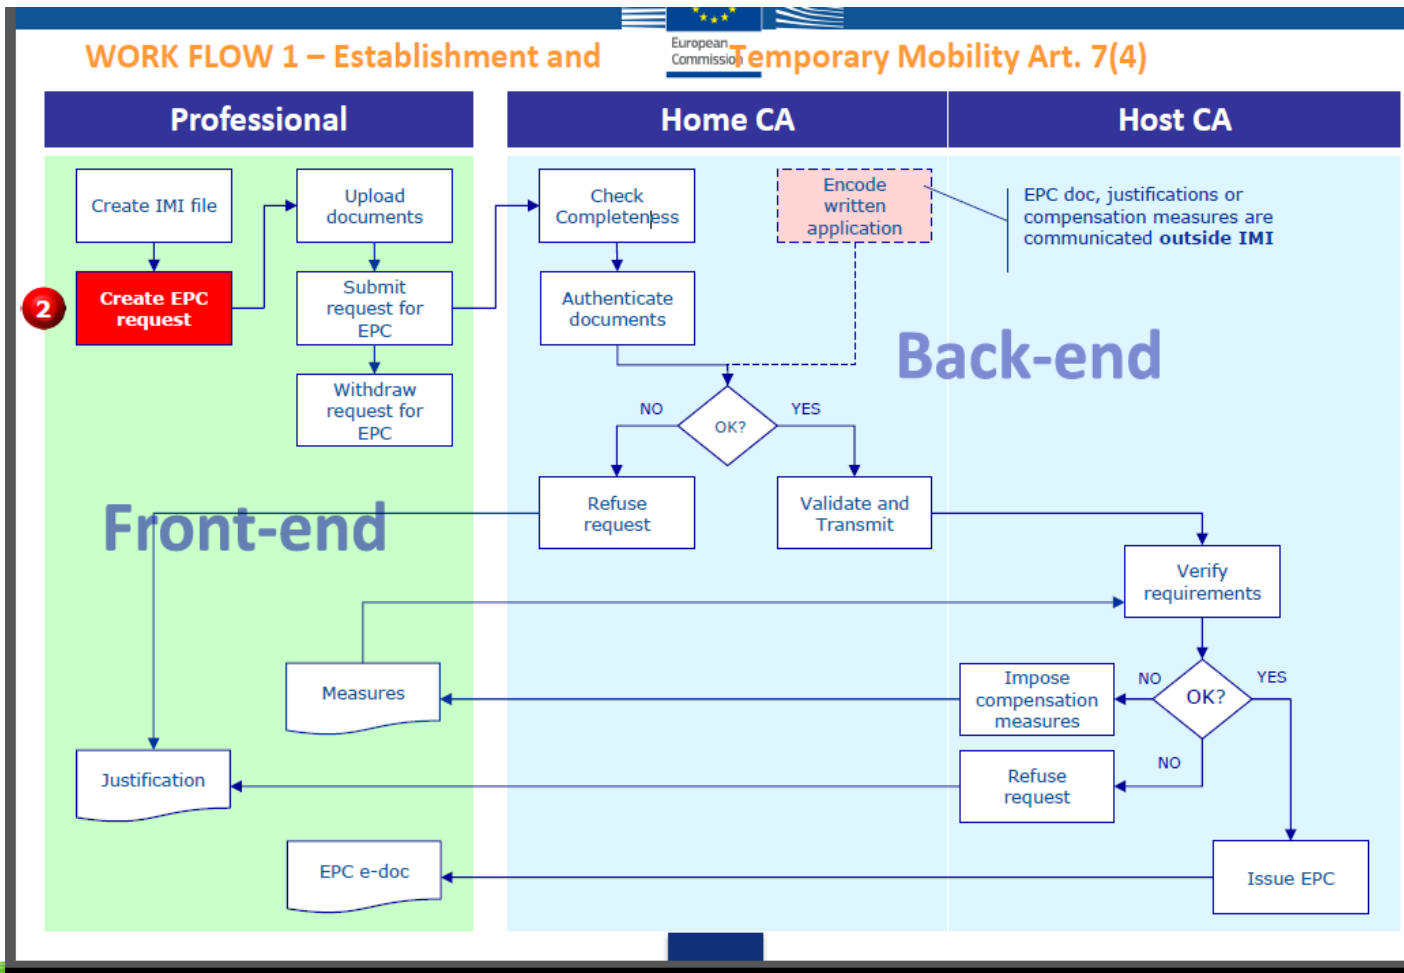 European
Commission
WORK FLOW 1 – Establishment and Temporary Mobility Art. 7(4)
Professional
Home CA
Host CA
Create IMI file
Upload
documents
Check
Completeness
Encode
written
application
EPC doc, justifications or
compensation measures are
communicated outside IMI
2
Create EPC
request
Submit
request for
EPC
Authenticate
documents
Back-end
Withdraw
request for
EPC
NO
OK?
YES
Front-end
Refuse
request
Validate and
Transmit
Verify
requirements
Measures
Impose
compensation
measures
NO
OK?
YES
Justification
Refuse
request
NO
EPC e-doc
Issue EPC